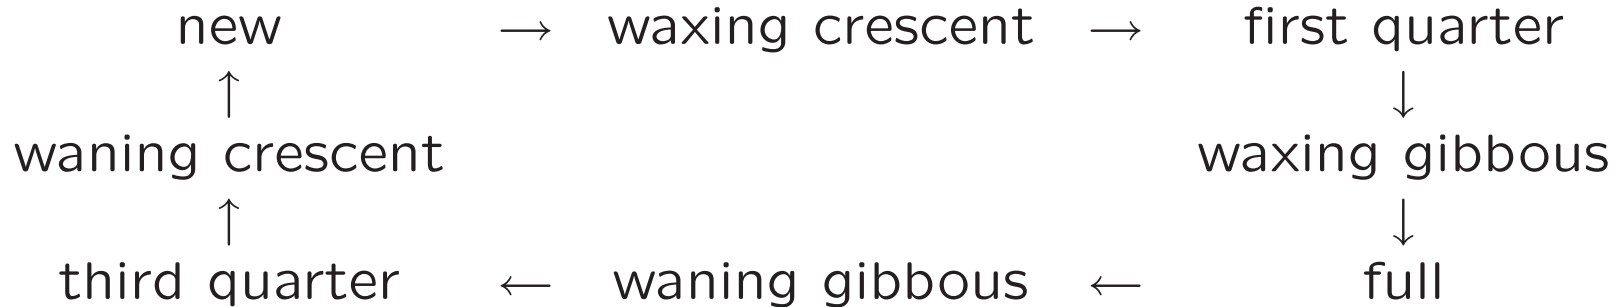 new → waxing crescent → first quarter
↑ ↓
waning crescent waxing gibbous
↑ ↓
third quarter ← waning gibbous ← full